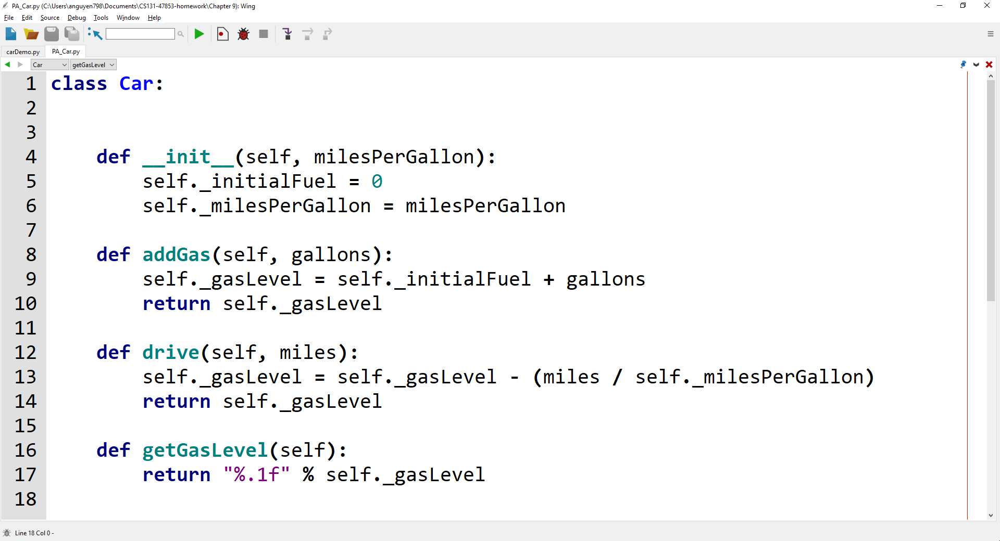 PA_Car.py (C:\Users\anguyen798\Documents\CS131-47853-homework\Chapter 9): Wing
File Edit Source Debug Tools Window Help
carDemo.py PA_Car.py
Car getGasLevel
1 class Car:
2
3
4     def __init__(self, milesPerGallon):
5         self._initialFuel = 0
6         self._milesPerGallon = milesPerGallon
7
8     def addGas(self, gallons):
9         self._gasLevel = self._initialFuel + gallons
10         return self._gasLevel
11
12     def drive(self, miles):
13         self._gasLevel = self._gasLevel - (miles / self._milesPerGallon)
14         return self._gasLevel
15
16     def getGasLevel(self):
17         return "%.1f" % self._gasLevel
18
Line 18 Col 0 -